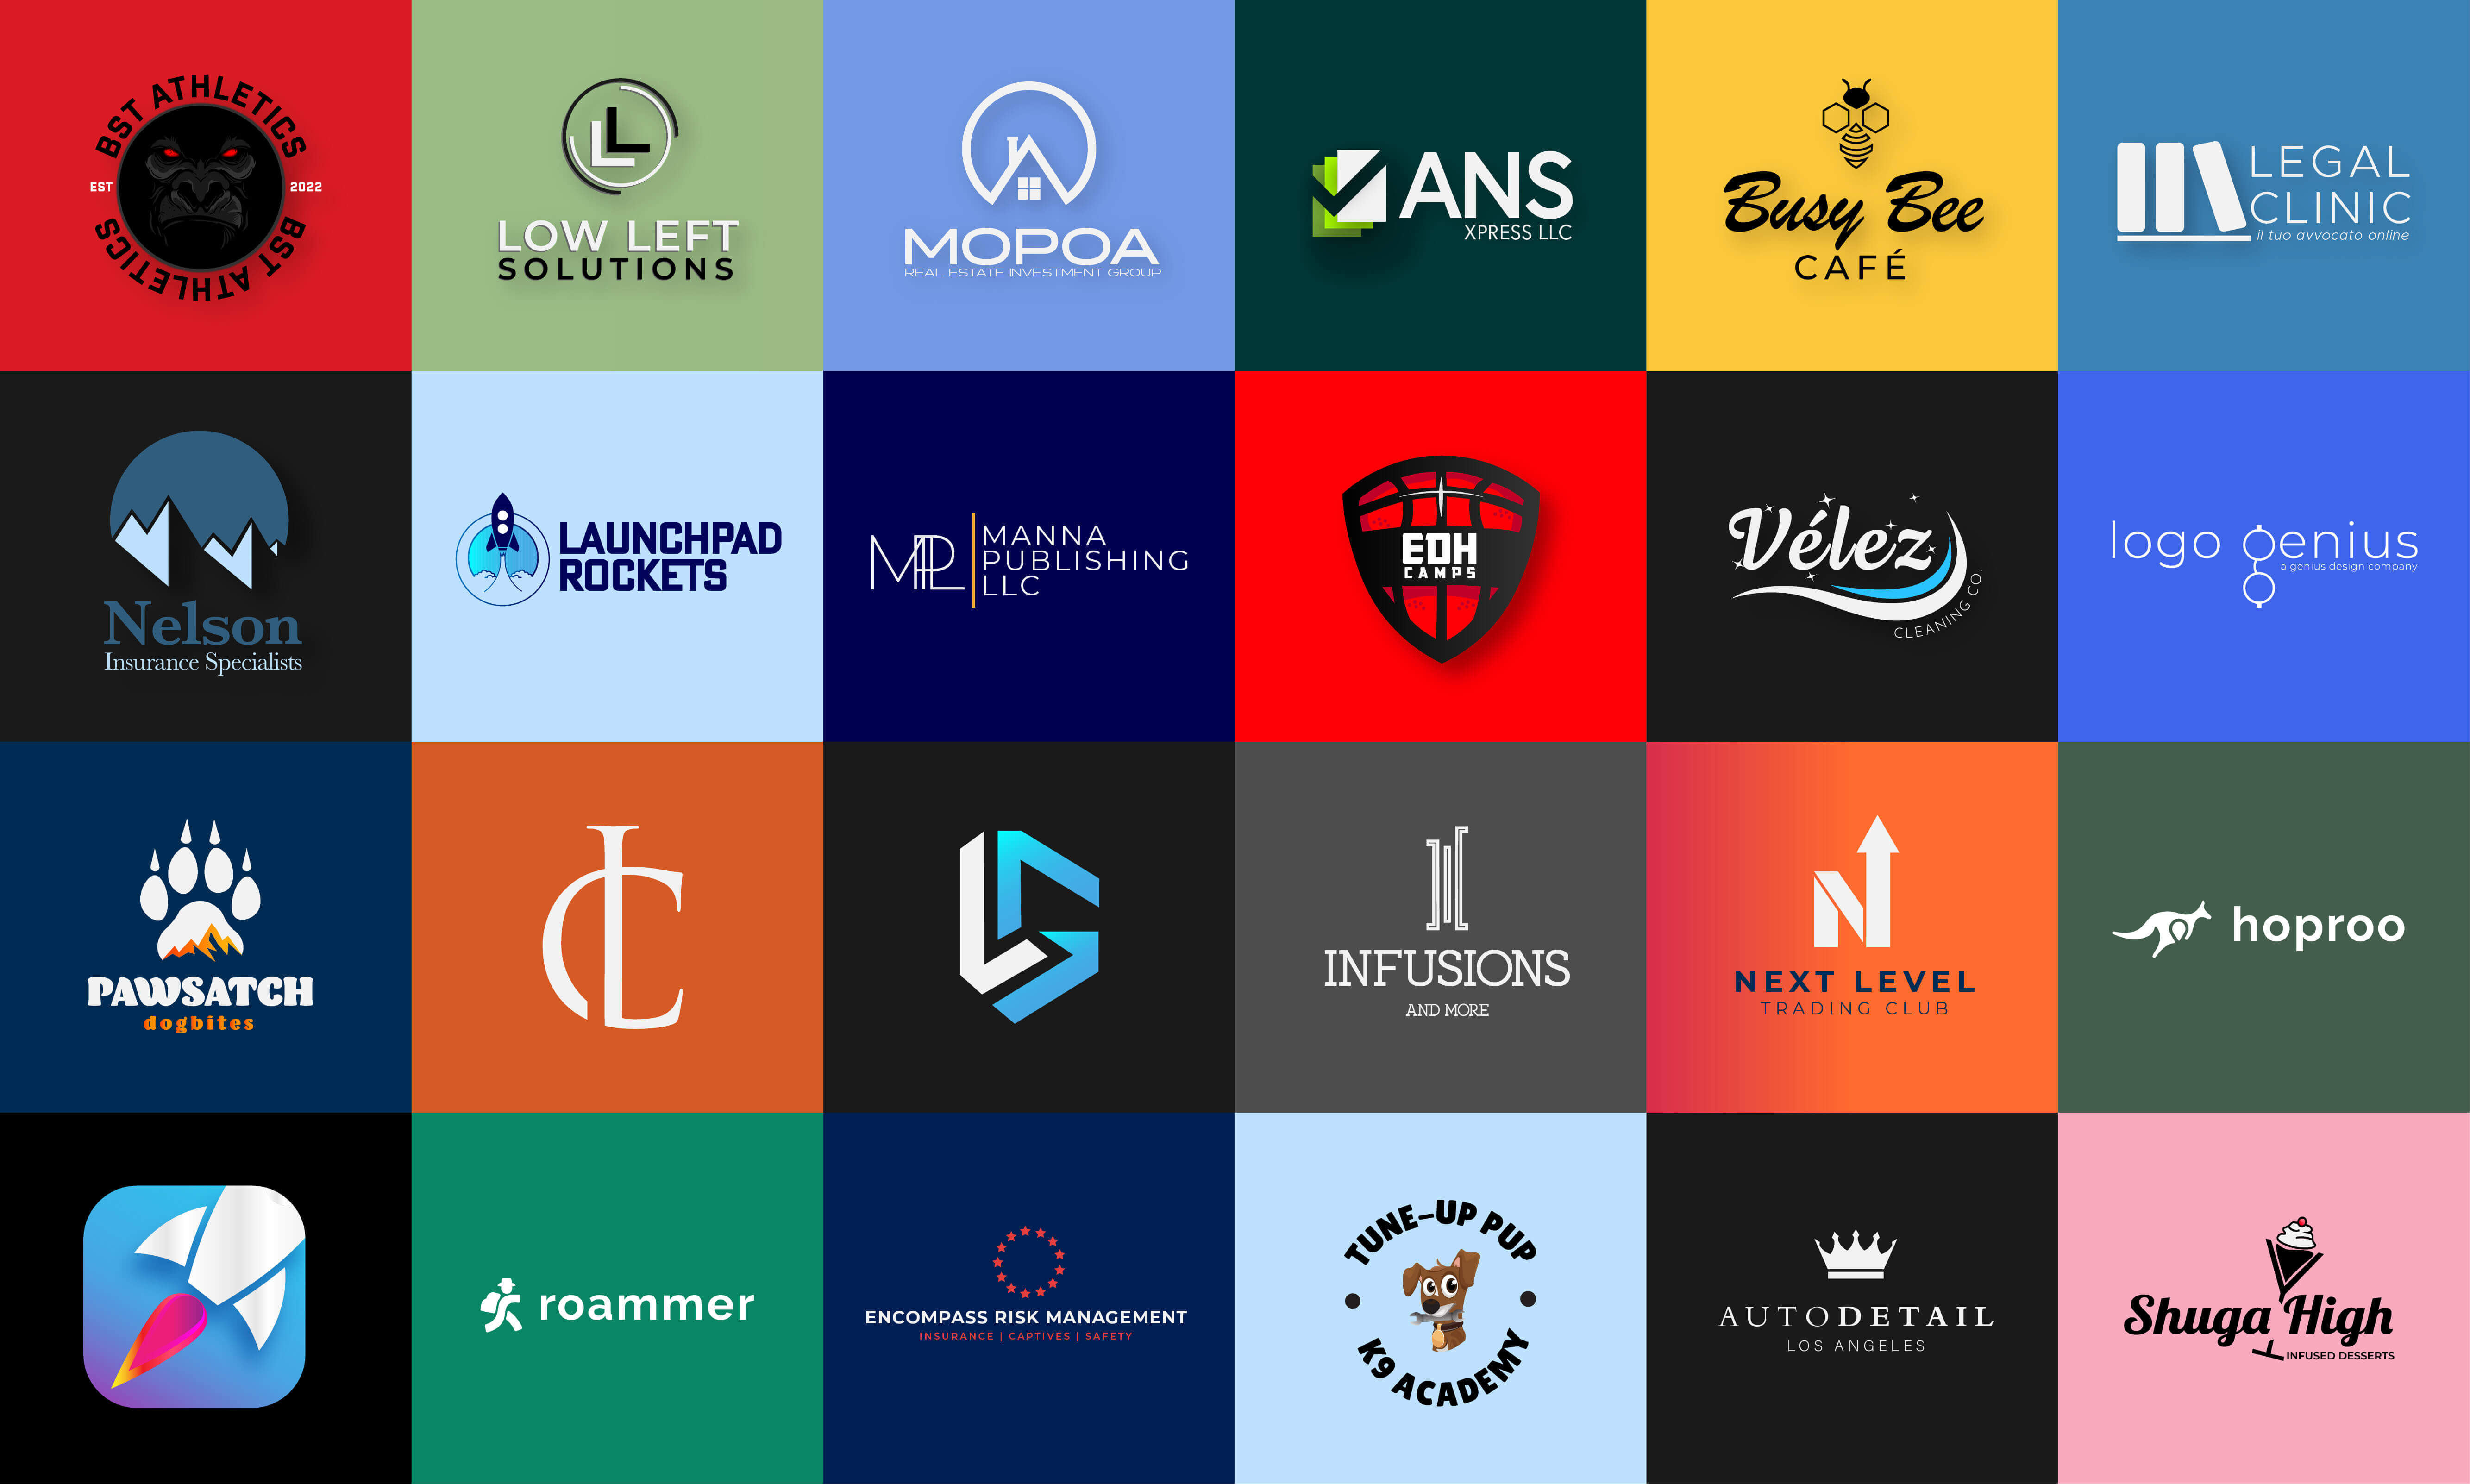 BST ATHLETICS
EST 2022
BST ATHLETICS
LL
LOW LEFT
SOLUTIONS
MOPOA
REAL ESTATE INVESTMENT GROUP
ANS
XPRESS LLC
Busy Bee
CAFÉ
LEGAL
CLINIC
il tuo avvocato online
Nelson
Insurance Specialists
LAUNCHPAD
ROCKETS
MPL
MANNA
PUBLISHING
LLC
EOH
CAMPS
Vélez
CLEANING CO.
logo genius
a genius design company
PAWSATCH
dogbites
INFUSIONS
AND MORE
N
NEXT LEVEL
TRADING CLUB
hoproo
roammer
ENCOMPASS RISK MANAGEMENT
INSURANCE | CAPTIVES | SAFETY
TUNE-UP PUP
K9 ACADEMY
AUTODETAIL
LOS ANGELES
Shuga High
INFUSED DESSERTS